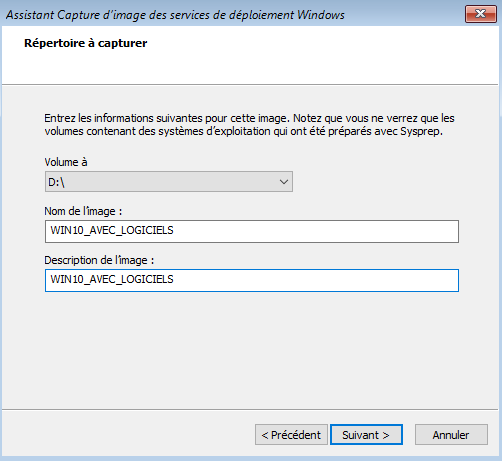 Assistant Capture d'image des services de déploiement Windows
Répertoire à capturer
Entrez les informations suivantes pour cette image. Notez que vous ne verrez que les
volumes contenant des systèmes d'exploitation qui ont été préparés avec Sysprep.
Volume à
D:\
Nom de l'image :
WIN10_AVEC_LOGICIELS
Description de l'image :
WIN10_AVEC_LOGICIELS
< Précédent
Suivant >
Annuler